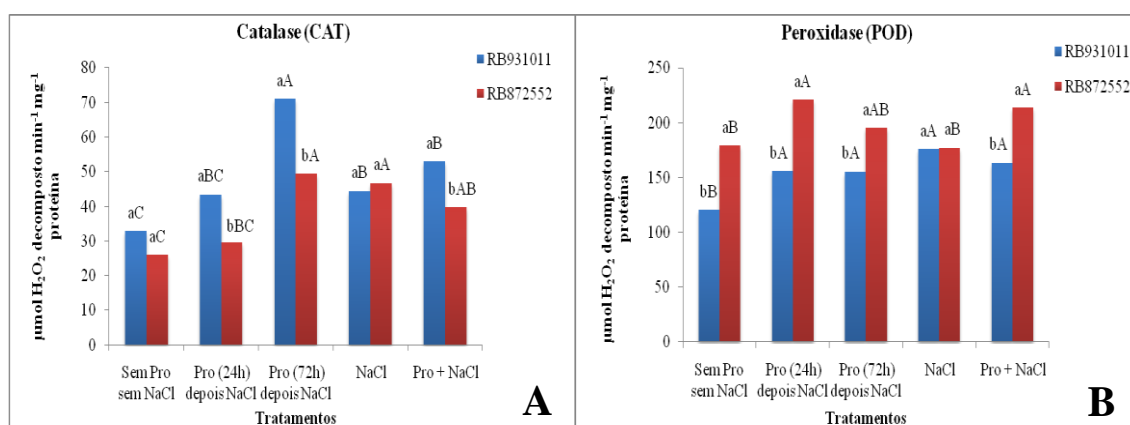 Catalase (CAT)
RB931011
RB872552
µmol H₂O₂ decomposto min⁻¹ mg⁻¹
proteína
80
70
60
50
40
30
20
10
0
aC
aC
aBC
bBC
aA
bA
aB
aA
aB
bAB
Sem Pro
sem NaCl
Pro (24h)
depois NaCl
Pro (72h)
depois NaCl
NaCl
Pro + NaCl
Tratamentos
A
Peroxidase (POD)
RB931011
RB872552
µmol H₂O₂ decomposto min⁻¹ mg⁻¹
proteína
250
200
150
100
50
0
bB
aB
bA
aA
bA
aAB
aA
aB
bA
aA
Sem Pro
sem NaCl
Pro (24h)
depois NaCl
Pro (72h)
depois NaCl
NaCl
Pro + NaCl
Tratamentos
B